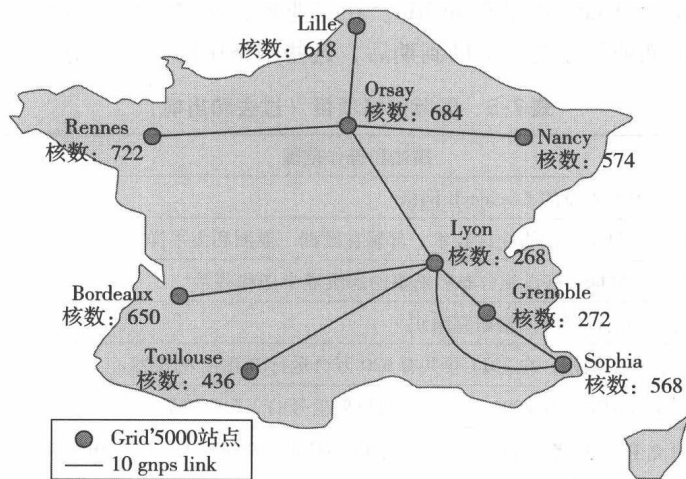 Lille
核数：618
Orsay
核数：684
Rennes
核数：722
Nancy
核数：574
Lyon
核数：268
Bordeaux
核数：650
Grenoble
核数：272
Toulouse
核数：436
Sophia
核数：568
Grid'5000站点
10 gnps link